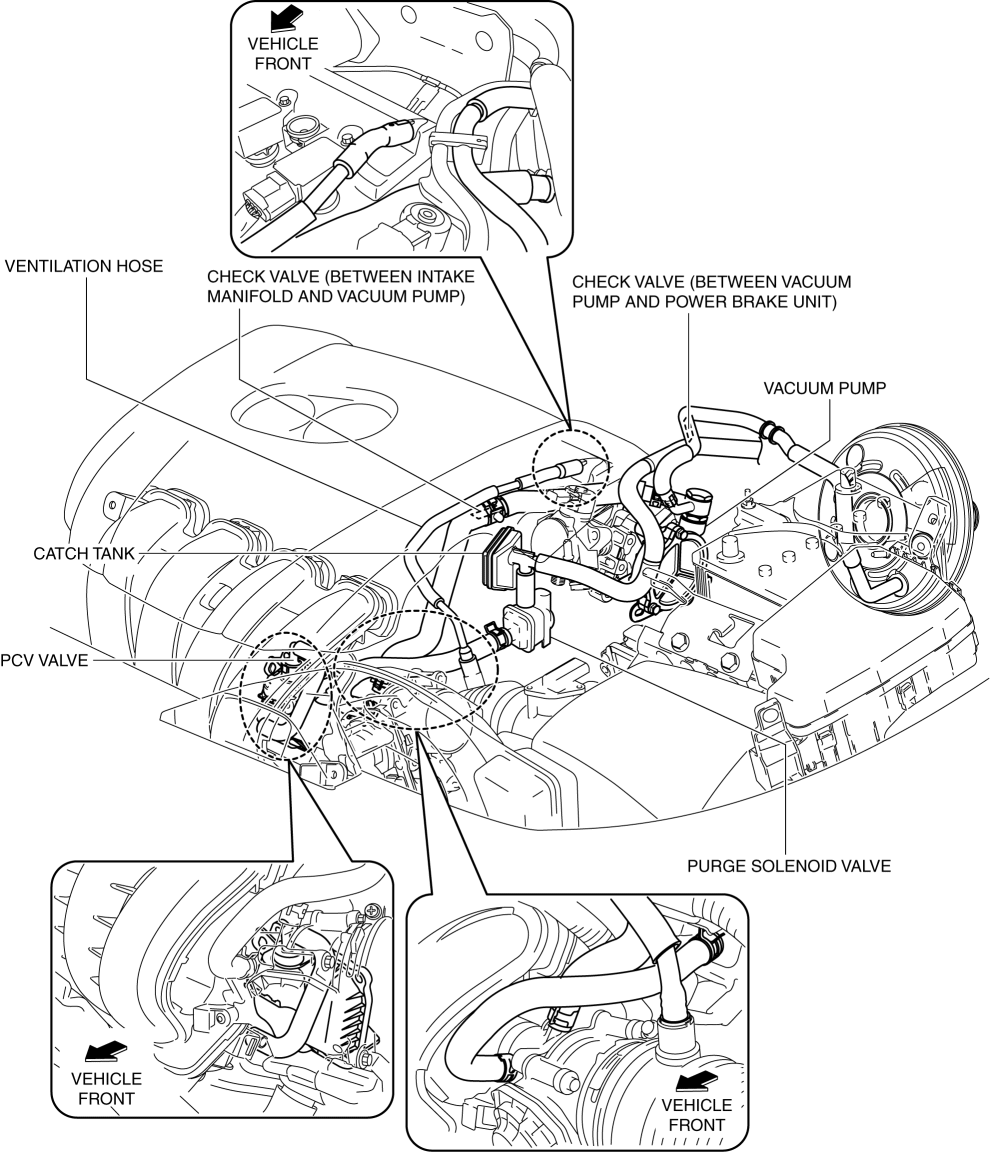 VEHICLE
FRONT
VENTILATION HOSE
CHECK VALVE (BETWEEN INTAKE
MANIFOLD AND VACUUM PUMP)
CHECK VALVE (BETWEEN VACUUM
PUMP AND POWER BRAKE UNIT)
VACUUM PUMP
CATCH TANK
PCV VALVE
PURGE SOLENOID VALVE
VEHICLE
FRONT
VEHICLE
FRONT